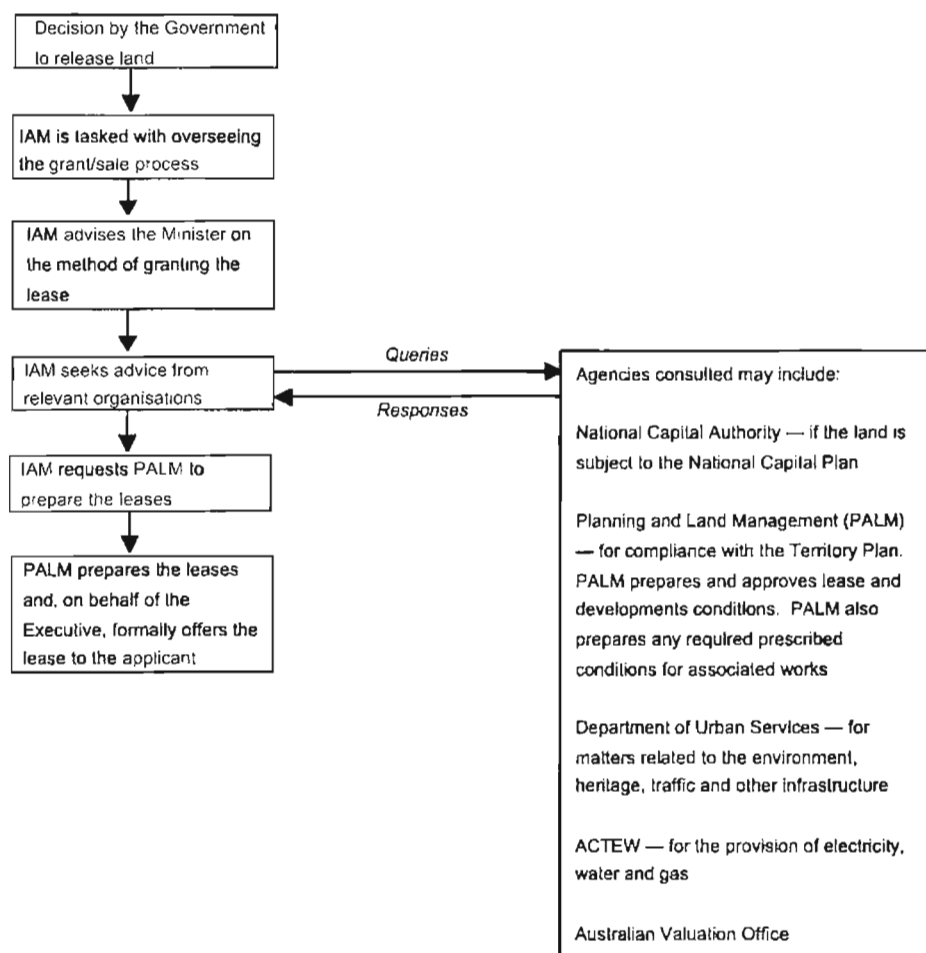 Decision by the Government
to release land
IAM is tasked with overseeing
the grant/sale process
IAM advises the Minister on
the method of granting the
lease
IAM seeks advice from
relevant organisations
Queries
Responses
IAM requests PALM to
prepare the leases
PALM prepares the leases
and, on behalf of the
Executive, formally offers the
lease to the applicant
Agencies consulted may include:
National Capital Authority — if the land is
subject to the National Capital Plan
Planning and Land Management (PALM)
— for compliance with the Territory Plan.
PALM prepares and approves lease and
developments conditions. PALM also
prepares any required prescribed
conditions for associated works
Department of Urban Services — for
matters related to the environment,
heritage, traffic and other infrastructure
ACTEW — for the provision of electricity,
water and gas
Australian Valuation Office